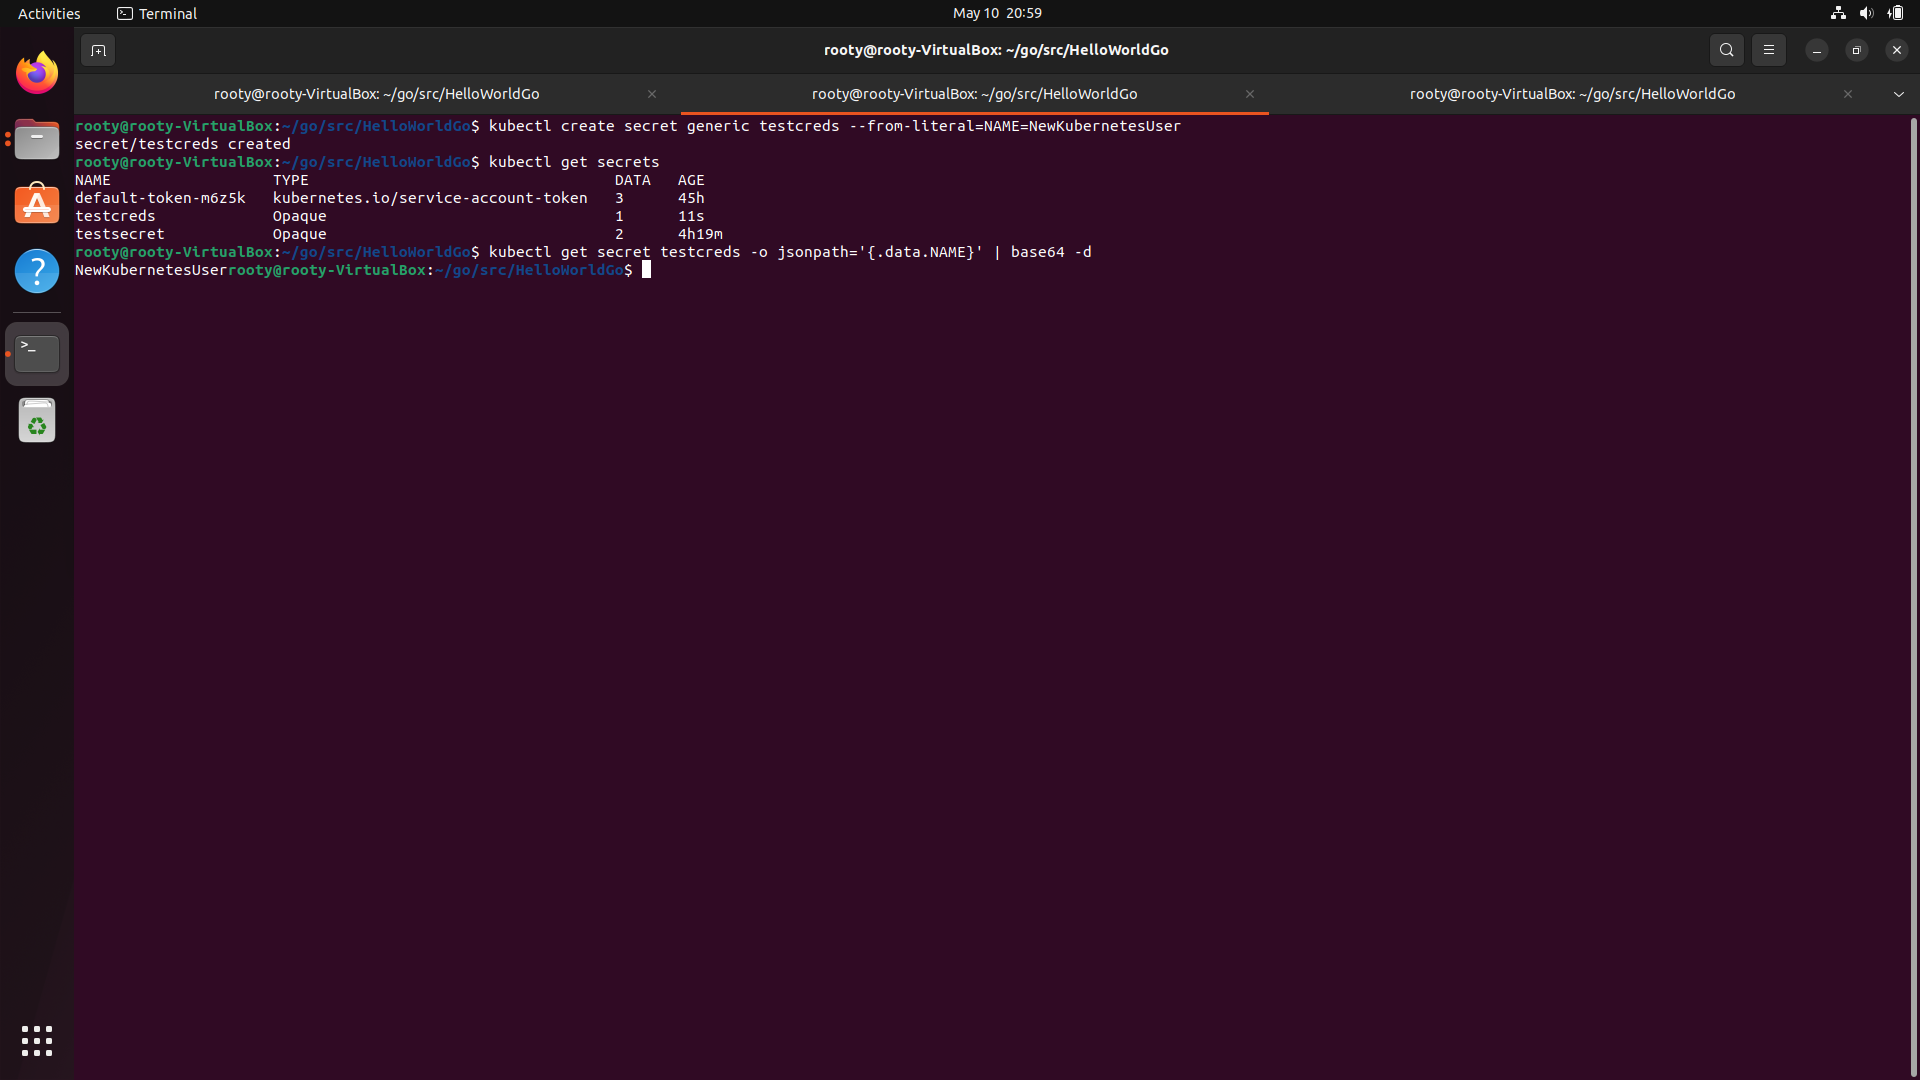 Activities Terminal May 10 20:59
rooty@rooty-VirtualBox: ~/go/src/HelloWorldGo
rooty@rooty-VirtualBox: ~/go/src/HelloWorldGo rooty@rooty-VirtualBox: ~/go/src/HelloWorldGo rooty@rooty-VirtualBox: ~/go/src/HelloWorldGo
rooty@rooty-VirtualBox:~/go/src/HelloWorldGo$ kubectl create secret generic testcreds --from-literal=NAME=NewKubernetesUser
secret/testcreds created
rooty@rooty-VirtualBox:~/go/src/HelloWorldGo$ kubectl get secrets
NAME TYPE DATA AGE
default-token-m6z5k kubernetes.io/service-account-token 3 45h
testcreds Opaque 1 11s
testsecret Opaque 2 4h19m
rooty@rooty-VirtualBox:~/go/src/HelloWorldGo$ kubectl get secret testcreds -o jsonpath='{.data.NAME}' | base64 -d
NewKubernetesUserrooty@rooty-VirtualBox:~/go/src/HelloWorldGo$